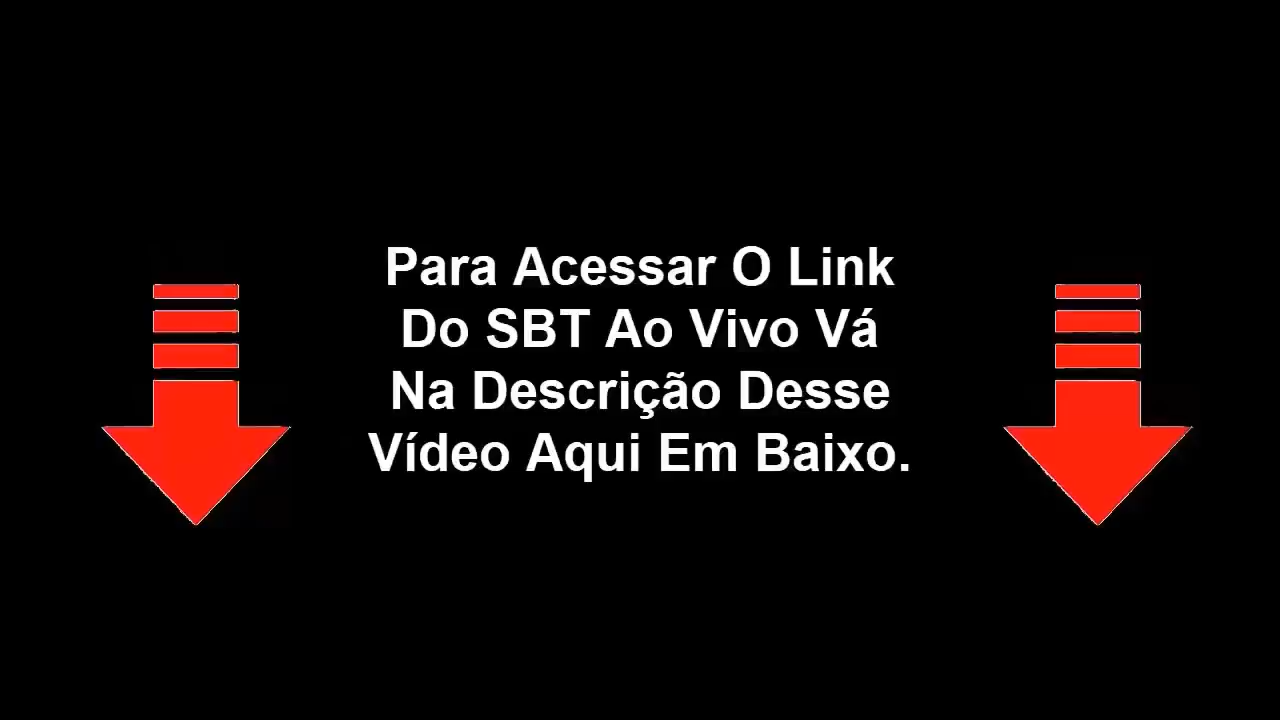 Para Acessar O Link
Do SBT Ao Vivo Vá
Na Descrição Desse
Vídeo Aqui Em Baixo.